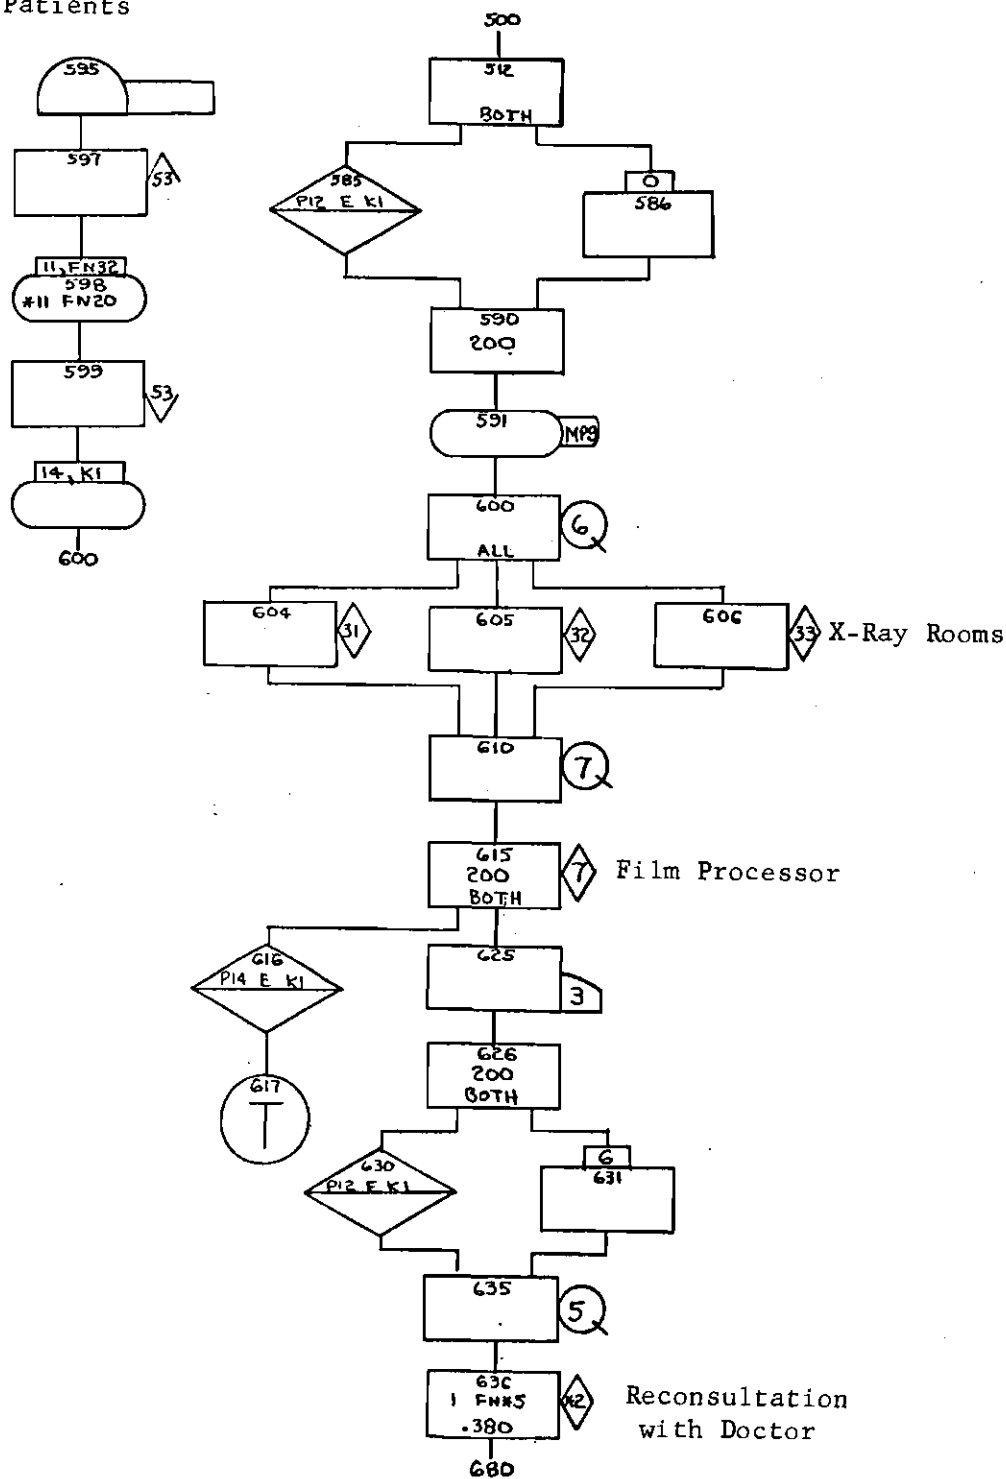 Patients
500
595
512
BOTH
597
53
585
P12 E K1
0
586
11, FN32
598
*11 FN20
590
200
599
53
591
MP9
14, K1
600
600
ALL
6
604
31
605
32
606
33
X-Ray Rooms
610
7
615
200
BOTH
7
Film Processor
616
P14 E K1
625
3
617
T
626
200
BOTH
630
P12 E K1
6
631
635
5
636
1 FN*5
.380
*2
Reconsultation
with Doctor
680